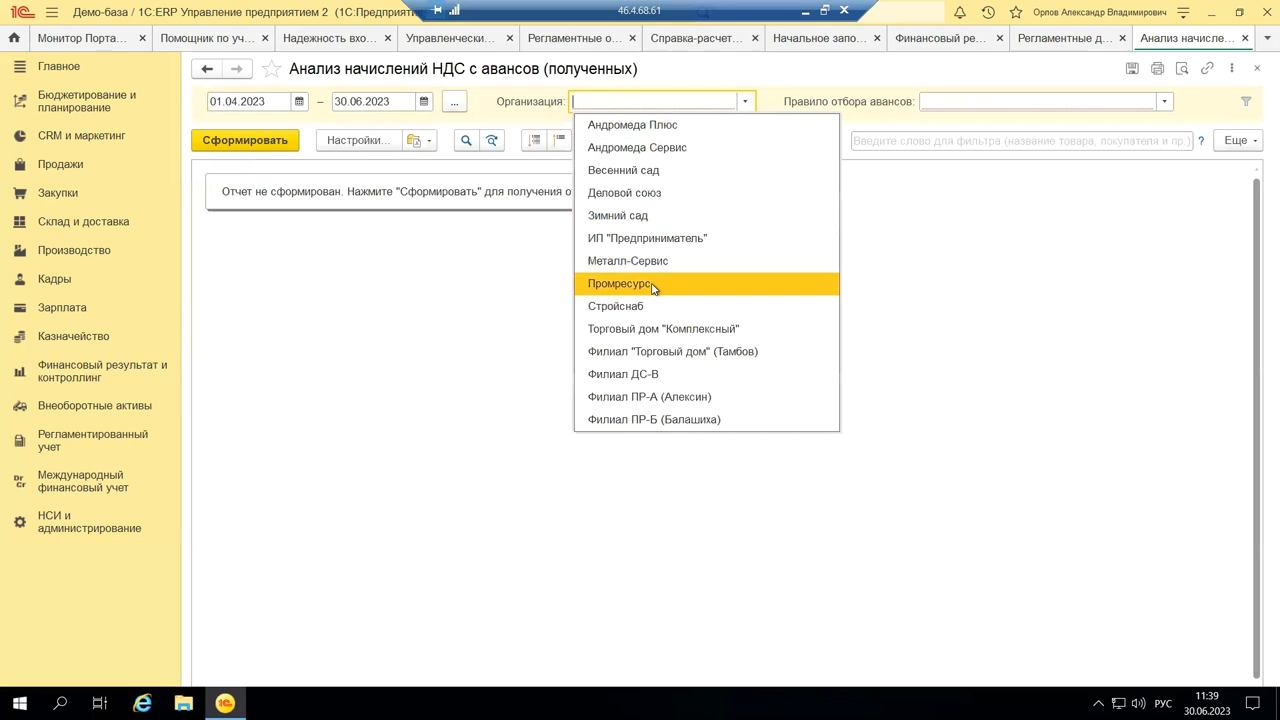 Демо-база / 1С:ERP Управление предприятием 2 (1С:Предприяти
46.4.68.61
Орлов Александр Владимирович
Монитор Порта...
Помощник по уч...
Надежность вхо...
Управленчески...
Регламентные о...
Справка-расчет...
Начальное запо...
Финансовый ре...
Регламентные д...
Анализ начисле...
Главное
Бюджетирование и
планирование
CRM и маркетинг
Продажи
Закупки
Склад и доставка
Производство
Кадры
Зарплата
Казначейство
Финансовый результат и
контроллинг
Внеоборотные активы
Регламентированный
учет
Dr
Cr
Международный
финансовый учет
НСИ и
администрирование
Анализ начислений НДС с авансов (полученных)
01.04.2023 – 30.06.2023 ... Организация: Правило отбора авансов:
Сформировать Настройки... Введите слово для фильтра (название товара, покупателя и пр.) ? Еще
Отчет не сформирован. Нажмите "Сформировать" для получения о
Андромеда Плюс
Андромеда Сервис
Весенний сад
Деловой союз
Зимний сад
ИП "Предприниматель"
Металл-Сервис
Промресурс
Стройснаб
Торговый дом "Комплексный"
Филиал "Торговый дом" (Тамбов)
Филиал ДС-В
Филиал ПР-А (Алексин)
Филиал ПР-Б (Балашиха)
РУС
11:39
30.06.2023